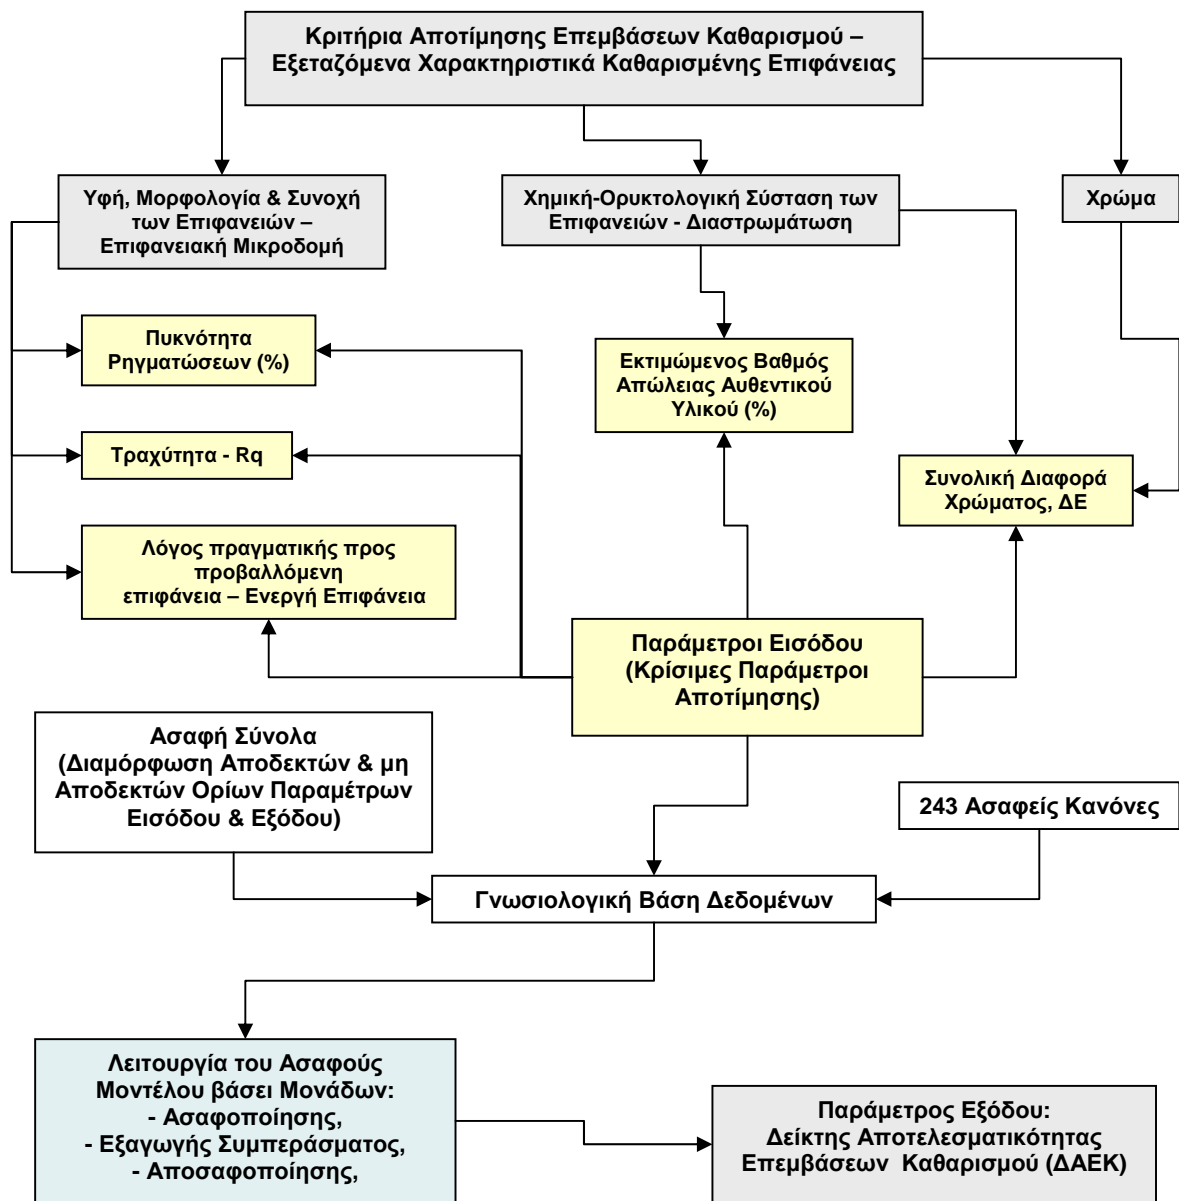 Κριτήρια Αποτίμησης Επεμβάσεων Καθαρισμού –
Εξεταζόμενα Χαρακτηριστικά Καθαρισμένης Επιφάνειας
Υφή, Μορφολογία & Συνοχή
των Επιφανειών –
Επιφανειακή Μικροδομή
Χημική-Ορυκτολογική Σύσταση των
Επιφανειών - Διαστρωμάτωση
Χρώμα
Πυκνότητα
Ρηγματώσεων (%)
Εκτιμώμενος Βαθμός
Απώλειας Αυθεντικού
Υλικού (%)
Τραχύτητα - Rq
Συνολική Διαφορά
Χρώματος, ΔΕ
Λόγος πραγματικής προς
προβαλλόμενη
επιφάνεια – Ενεργή Επιφάνεια
Παράμετροι Εισόδου
(Κρίσιμες Παράμετροι
Αποτίμησης)
Ασαφή Σύνολα
(Διαμόρφωση Αποδεκτών & μη
Αποδεκτών Ορίων Παραμέτρων
Εισόδου & Εξόδου)
243 Ασαφείς Κανόνες
Γνωσιολογική Βάση Δεδομένων
Λειτουργία του Ασαφούς
Μοντέλου βάσει Μονάδων:
- Ασαφοποίησης,
- Εξαγωγής Συμπεράσματος,
- Αποσαφοποίησης,
Παράμετρος Εξόδου:
Δείκτης Αποτελεσματικότητας
Επεμβάσεων Καθαρισμού (ΔΑΕΚ)